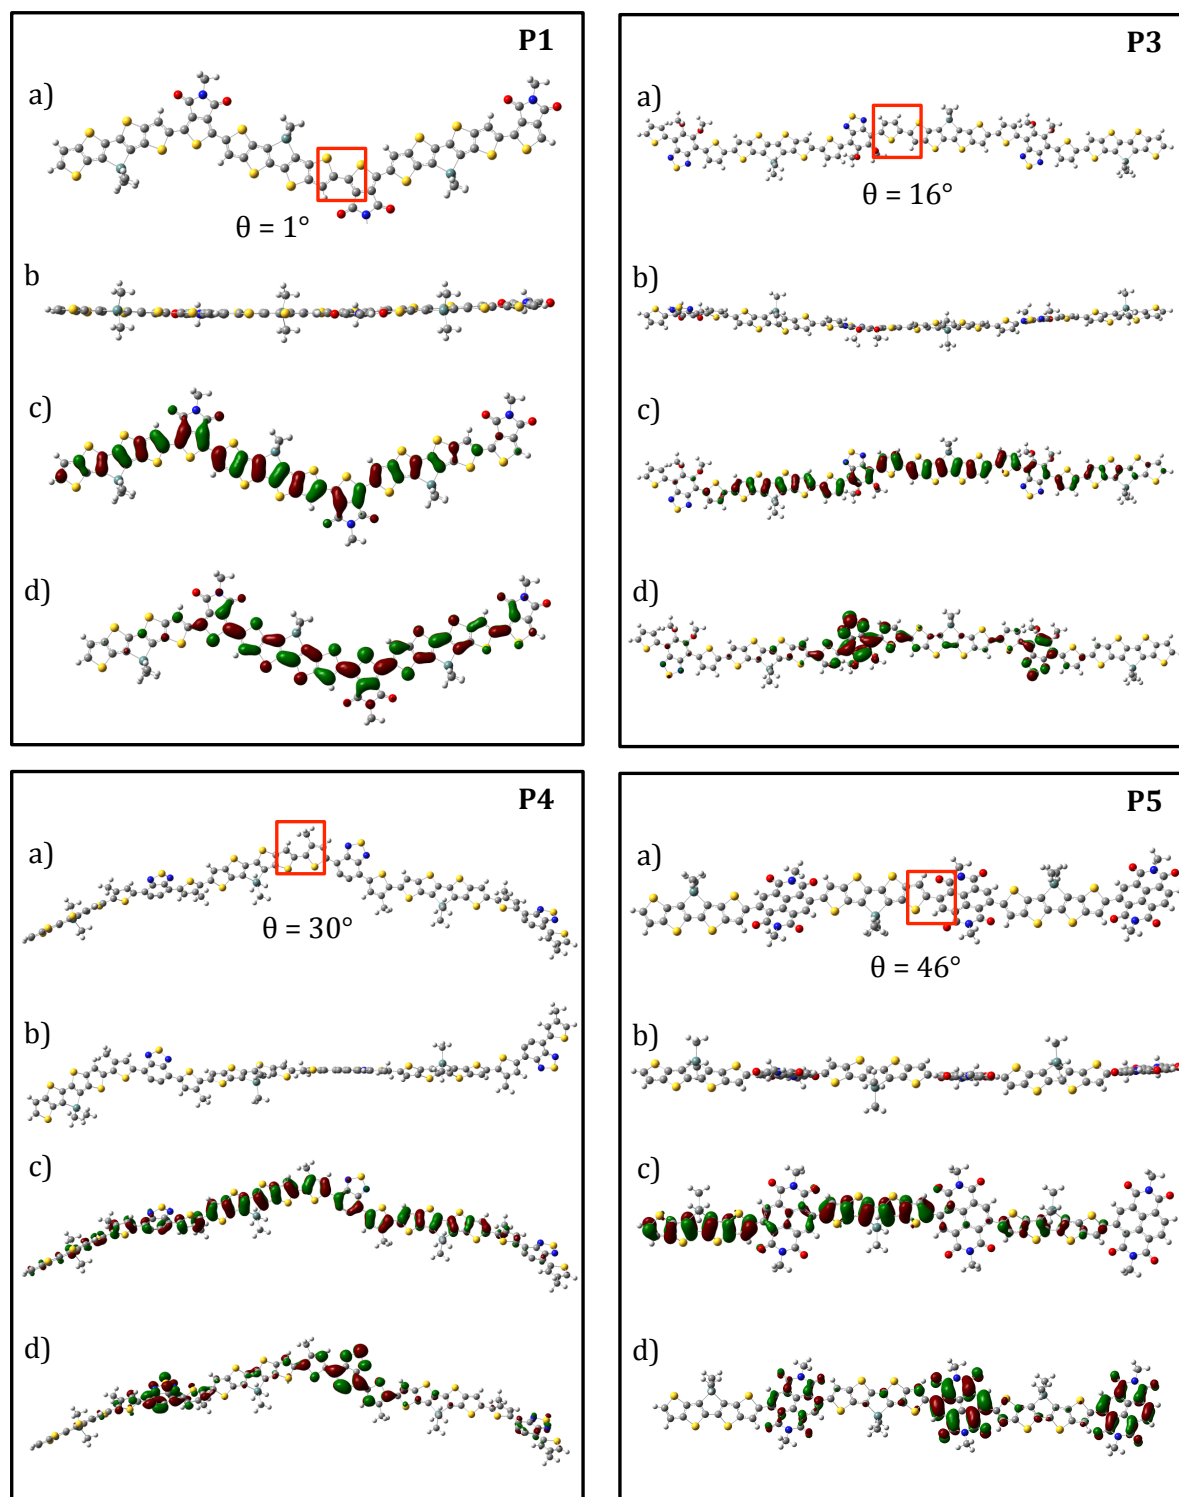 P1
a)
θ = 1°
b
c)
d)
P3
a)
θ = 16°
b)
c)
d)
P4
a)
θ = 30°
b)
c)
d)
P5
a)
θ = 46°
b)
c)
d)